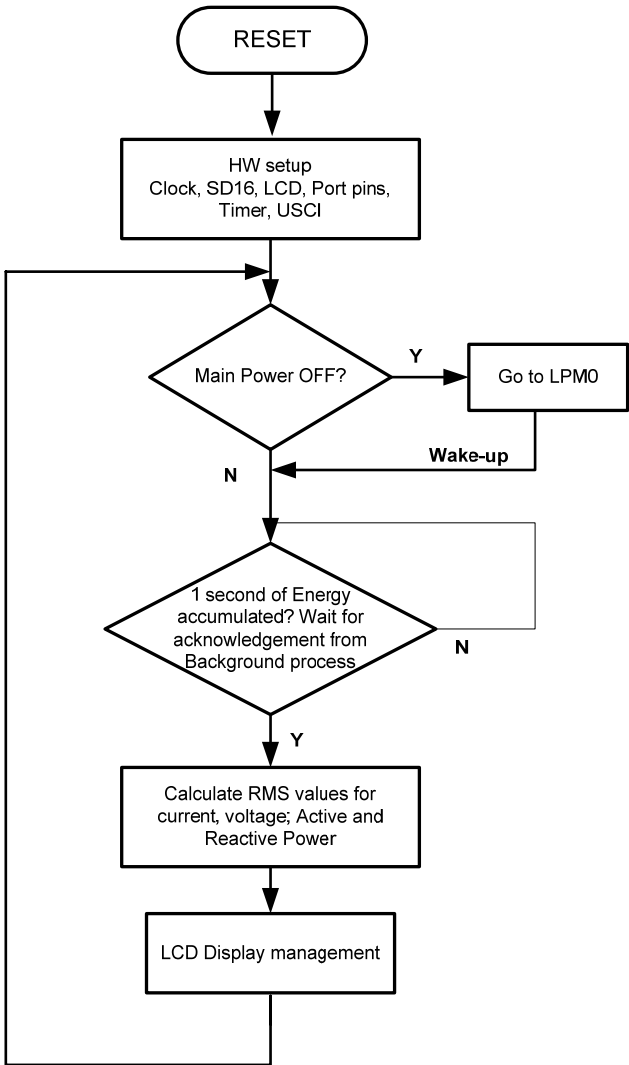 RESET
HW setup
Clock, SD16, LCD, Port pins,
Timer, USCI
Main Power OFF?
Y
Go to LPM0
Wake-up
N
1 second of Energy
accumulated? Wait for
acknowledgement from
Background process
N
Y
Calculate RMS values for
current, voltage; Active and
Reactive Power
LCD Display management